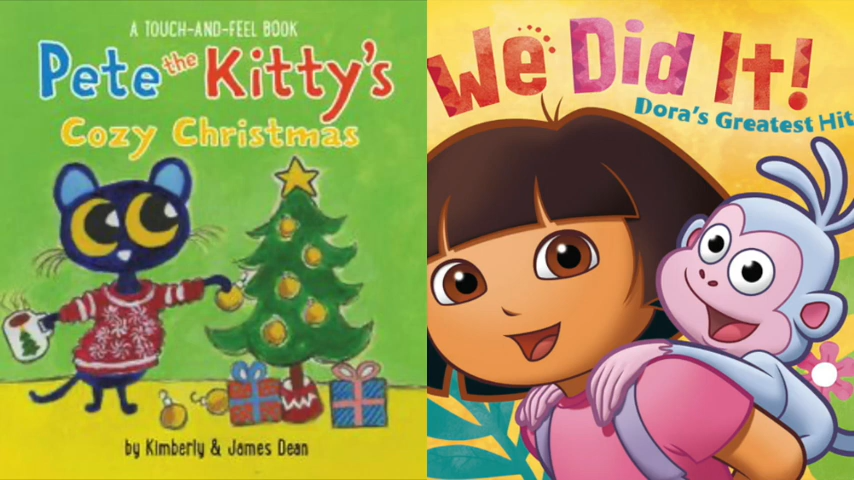 A TOUCH-AND-FEEL BOOK
Pete the Kitty's
Cozy Christmas
by Kimberly & James Dean
We Did It!
Dora's Greatest Hit